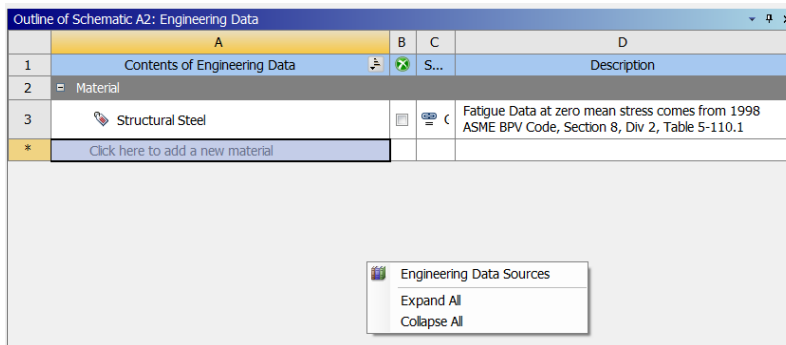 Outline of Schematic A2: Engineering Data
A B C D
1 Contents of Engineering Data S... Description
2 Material
3 Structural Steel Fatigue Data at zero mean stress comes from 1998
ASME BPV Code, Section 8, Div 2, Table 5-110.1
* Click here to add a new material
Engineering Data Sources
Expand All
Collapse All